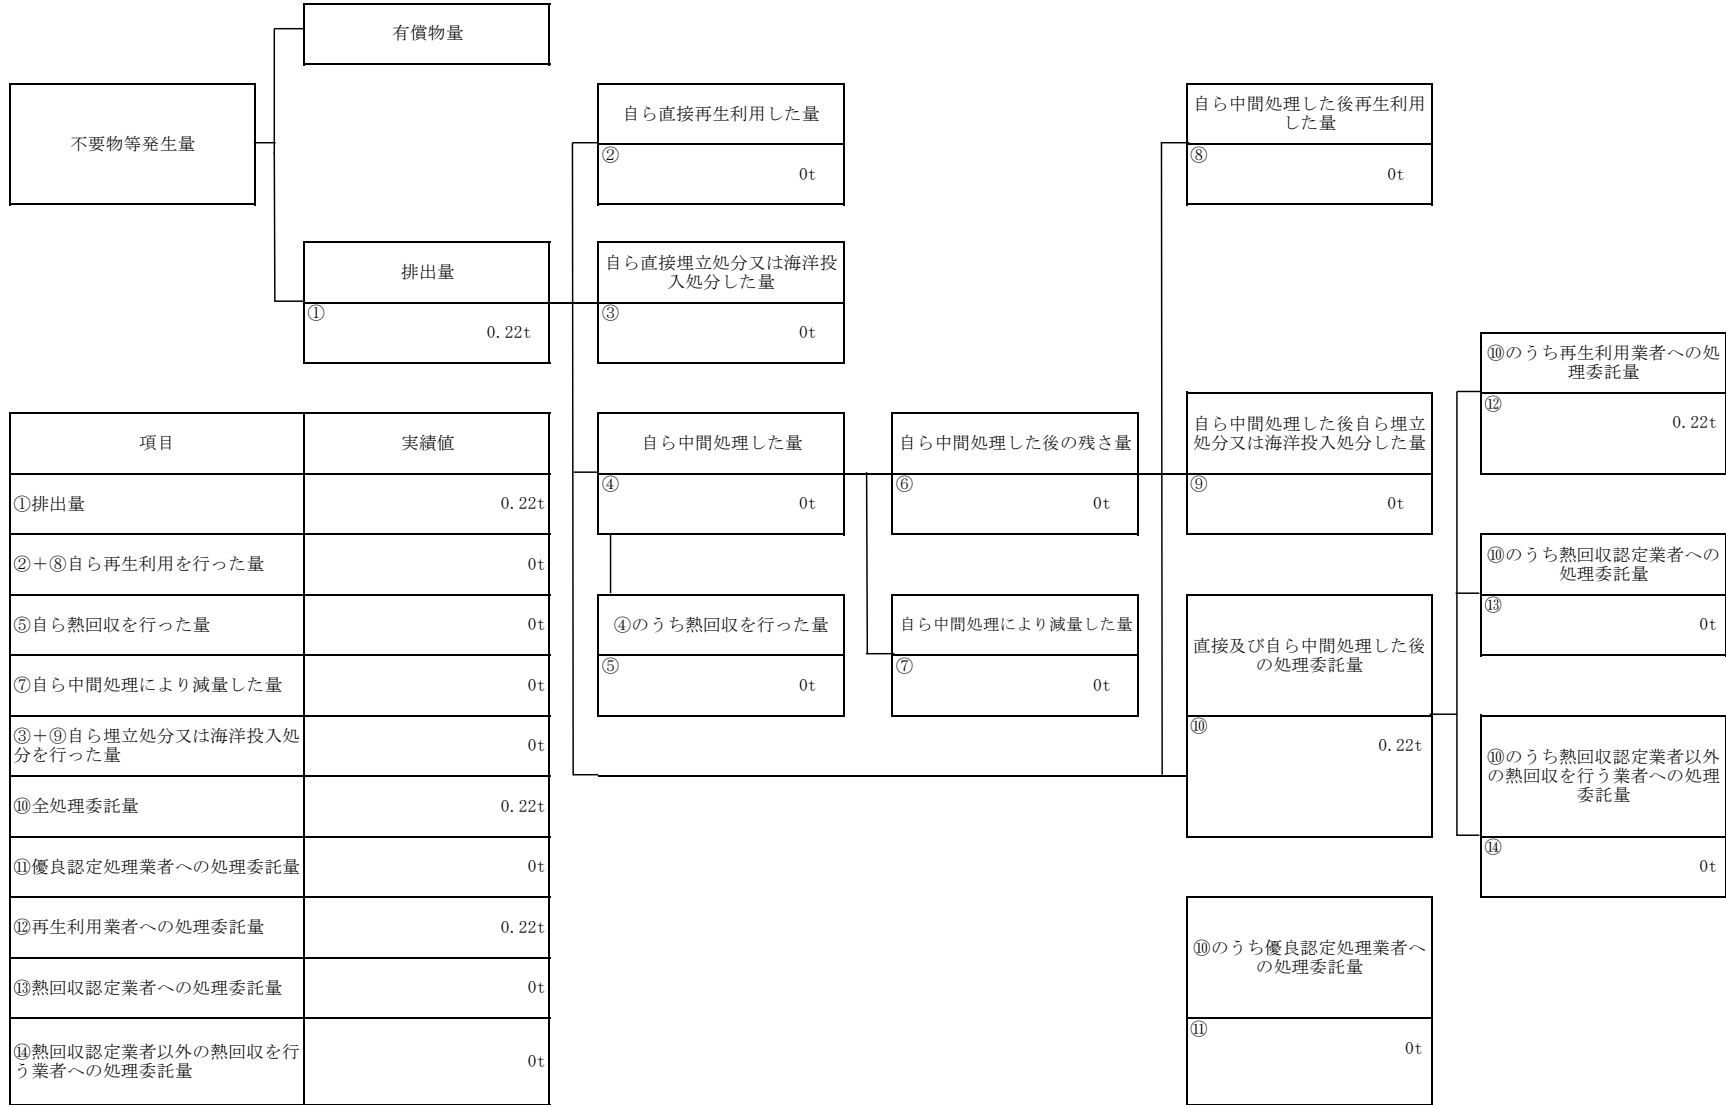 有償物量
不要物等発生量
自ら直接再生利用した量
②
0t
自ら中間処理した後再生利用
した量
⑧
0t
排出量
①
0.22t
自ら直接埋立処分又は海洋投
入処分した量
③
0t
⑩のうち再生利用業者への処
理委託量
⑫
0.22t
項目
実績値
①排出量
0.22t
②+⑧自ら再生利用を行った量
0t
⑤自ら熱回収を行った量
0t
⑦自ら中間処理により減量した量
0t
③+⑨自ら埋立処分又は海洋投入処
分を行った量
0t
⑩全処理委託量
0.22t
⑪優良認定処理業者への処理委託量
0t
⑫再生利用業者への処理委託量
0.22t
⑬熱回収認定業者への処理委託量
0t
⑭熱回収認定業者以外の熱回収を行
う業者への処理委託量
0t
自ら中間処理した量
④
0t
自ら中間処理した後の残さ量
⑥
0t
自ら中間処理した後自ら埋立
処分又は海洋投入処分した量
⑨
0t
④のうち熱回収を行った量
⑤
0t
自ら中間処理により減量した量
⑦
0t
直接及び自ら中間処理した後
の処理委託量
⑩
0.22t
⑩のうち熱回収認定業者への
処理委託量
⑬
0t
⑩のうち熱回収認定業者以外
の熱回収を行う業者への処理
委託量
⑭
0t
⑩のうち優良認定処理業者へ
の処理委託量
⑪
0t